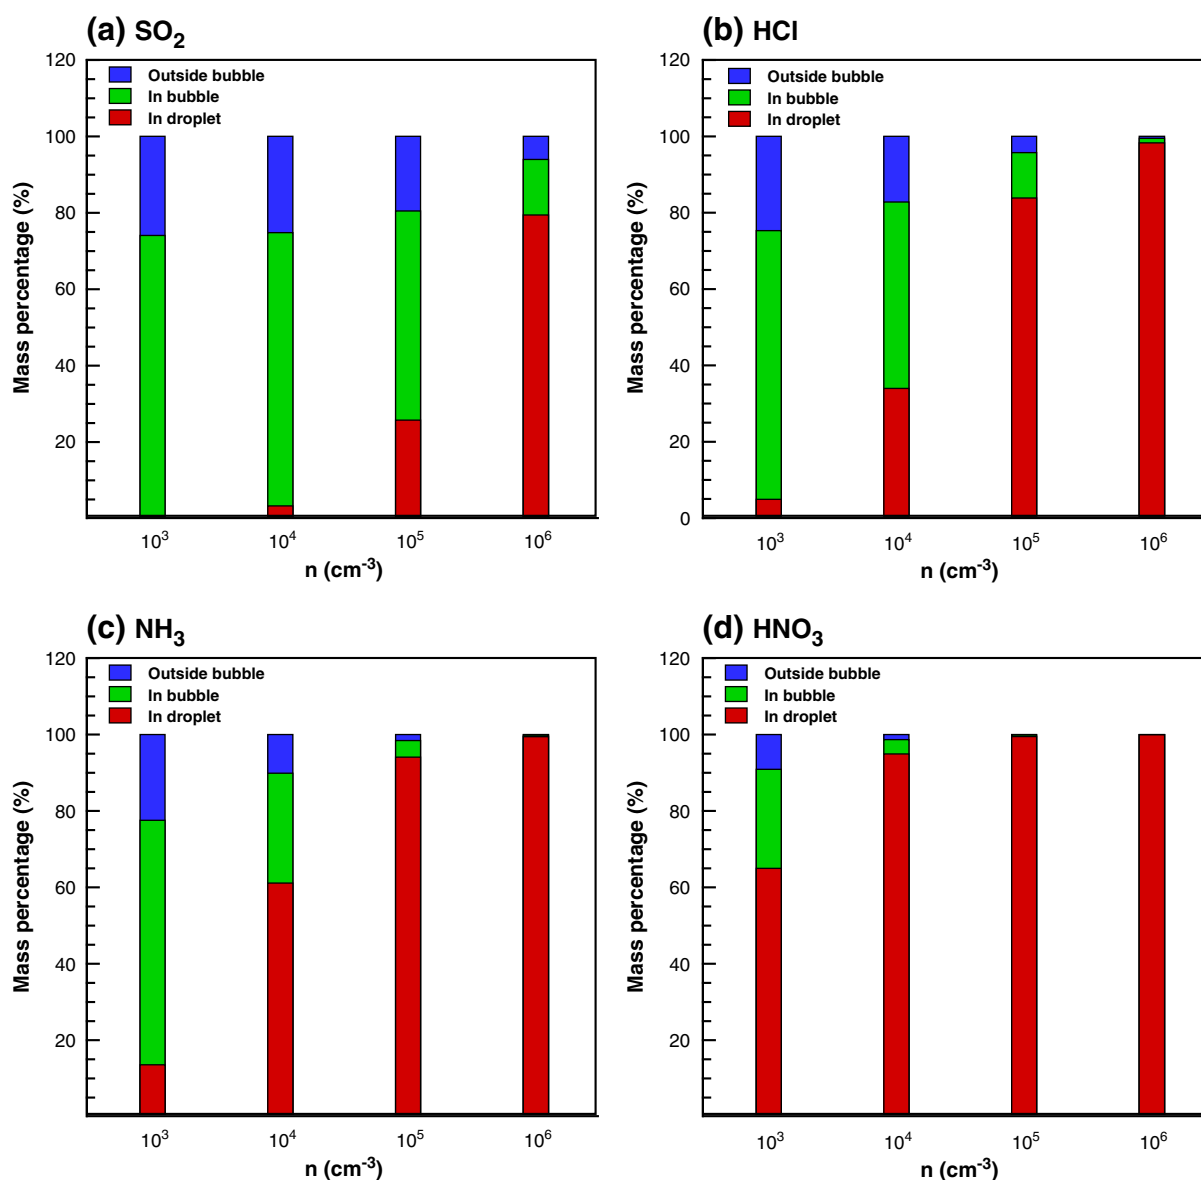 (a) SO2
120
Outside bubble
In bubble
In droplet
100
80
60
40
20
Mass percentage (%)
10^3 10^4 10^5 10^6
n (cm^-3)
(b) HCl
120
Outside bubble
In bubble
In droplet
100
80
60
40
20
0
Mass percentage (%)
10^3 10^4 10^5 10^6
n (cm^-3)
(c) NH3
120
Outside bubble
In bubble
In droplet
100
80
60
40
20
Mass percentage (%)
10^3 10^4 10^5 10^6
n (cm^-3)
(d) HNO3
120
Outside bubble
In bubble
In droplet
100
80
60
40
20
Mass percentage (%)
10^3 10^4 10^5 10^6
n (cm^-3)